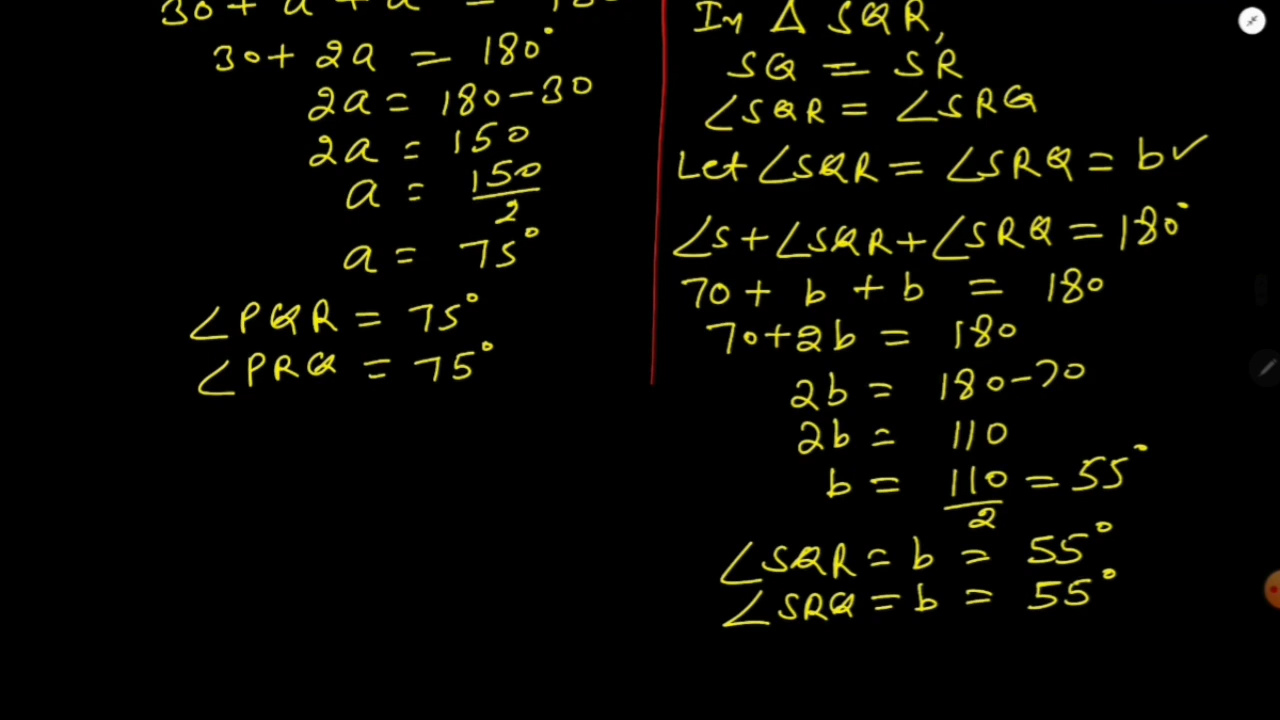 30 + a + a = 180
30 + 2a = 180°
2a = 180 - 30
2a = 150
a = 150/2
a = 75°
∠PQR = 75°
∠PRQ = 75°
In Δ SQR,
SQ = SR
∠SQR = ∠SRQ
Let ∠SQR = ∠SRQ = b✓
∠S + ∠SQR + ∠SRQ = 180°
70 + b + b = 180
70 + 2b = 180
2b = 180 - 70
2b = 110
b = 110/2 = 55°
∠SQR = b = 55°
∠SRQ = b = 55°